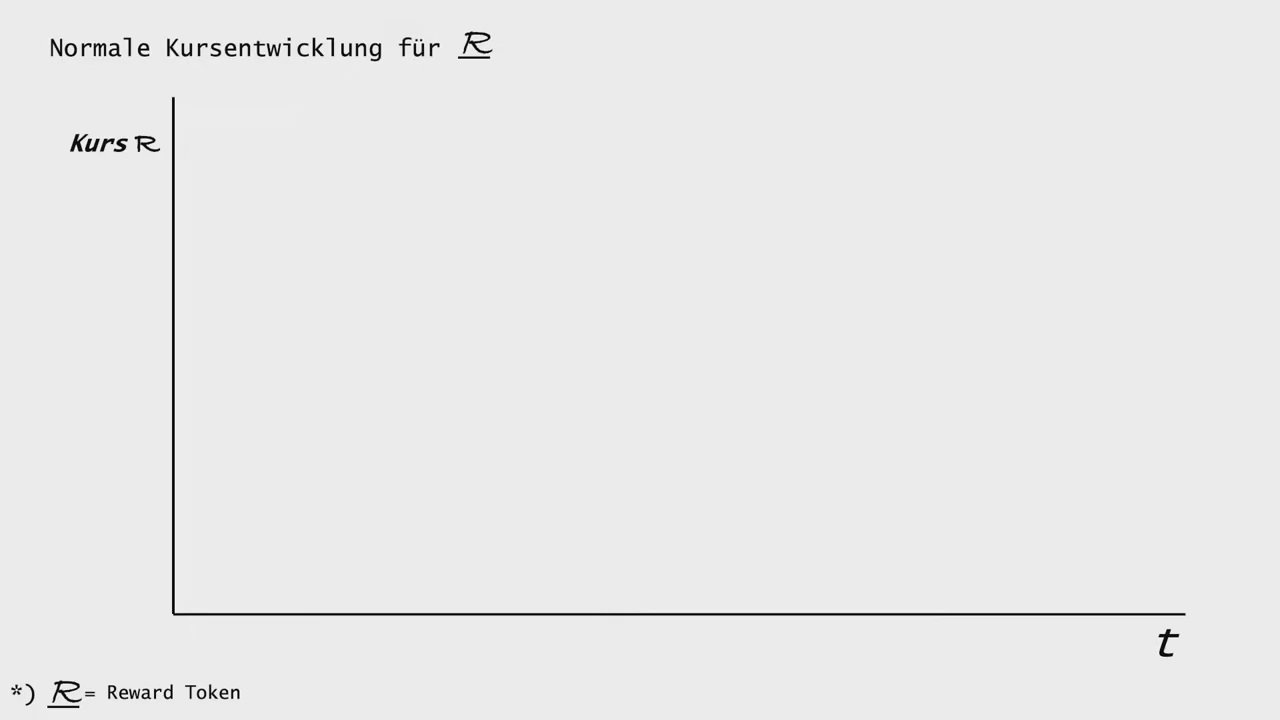 Normale Kursentwicklung für R
Kurs R
t
*) R = Reward Token